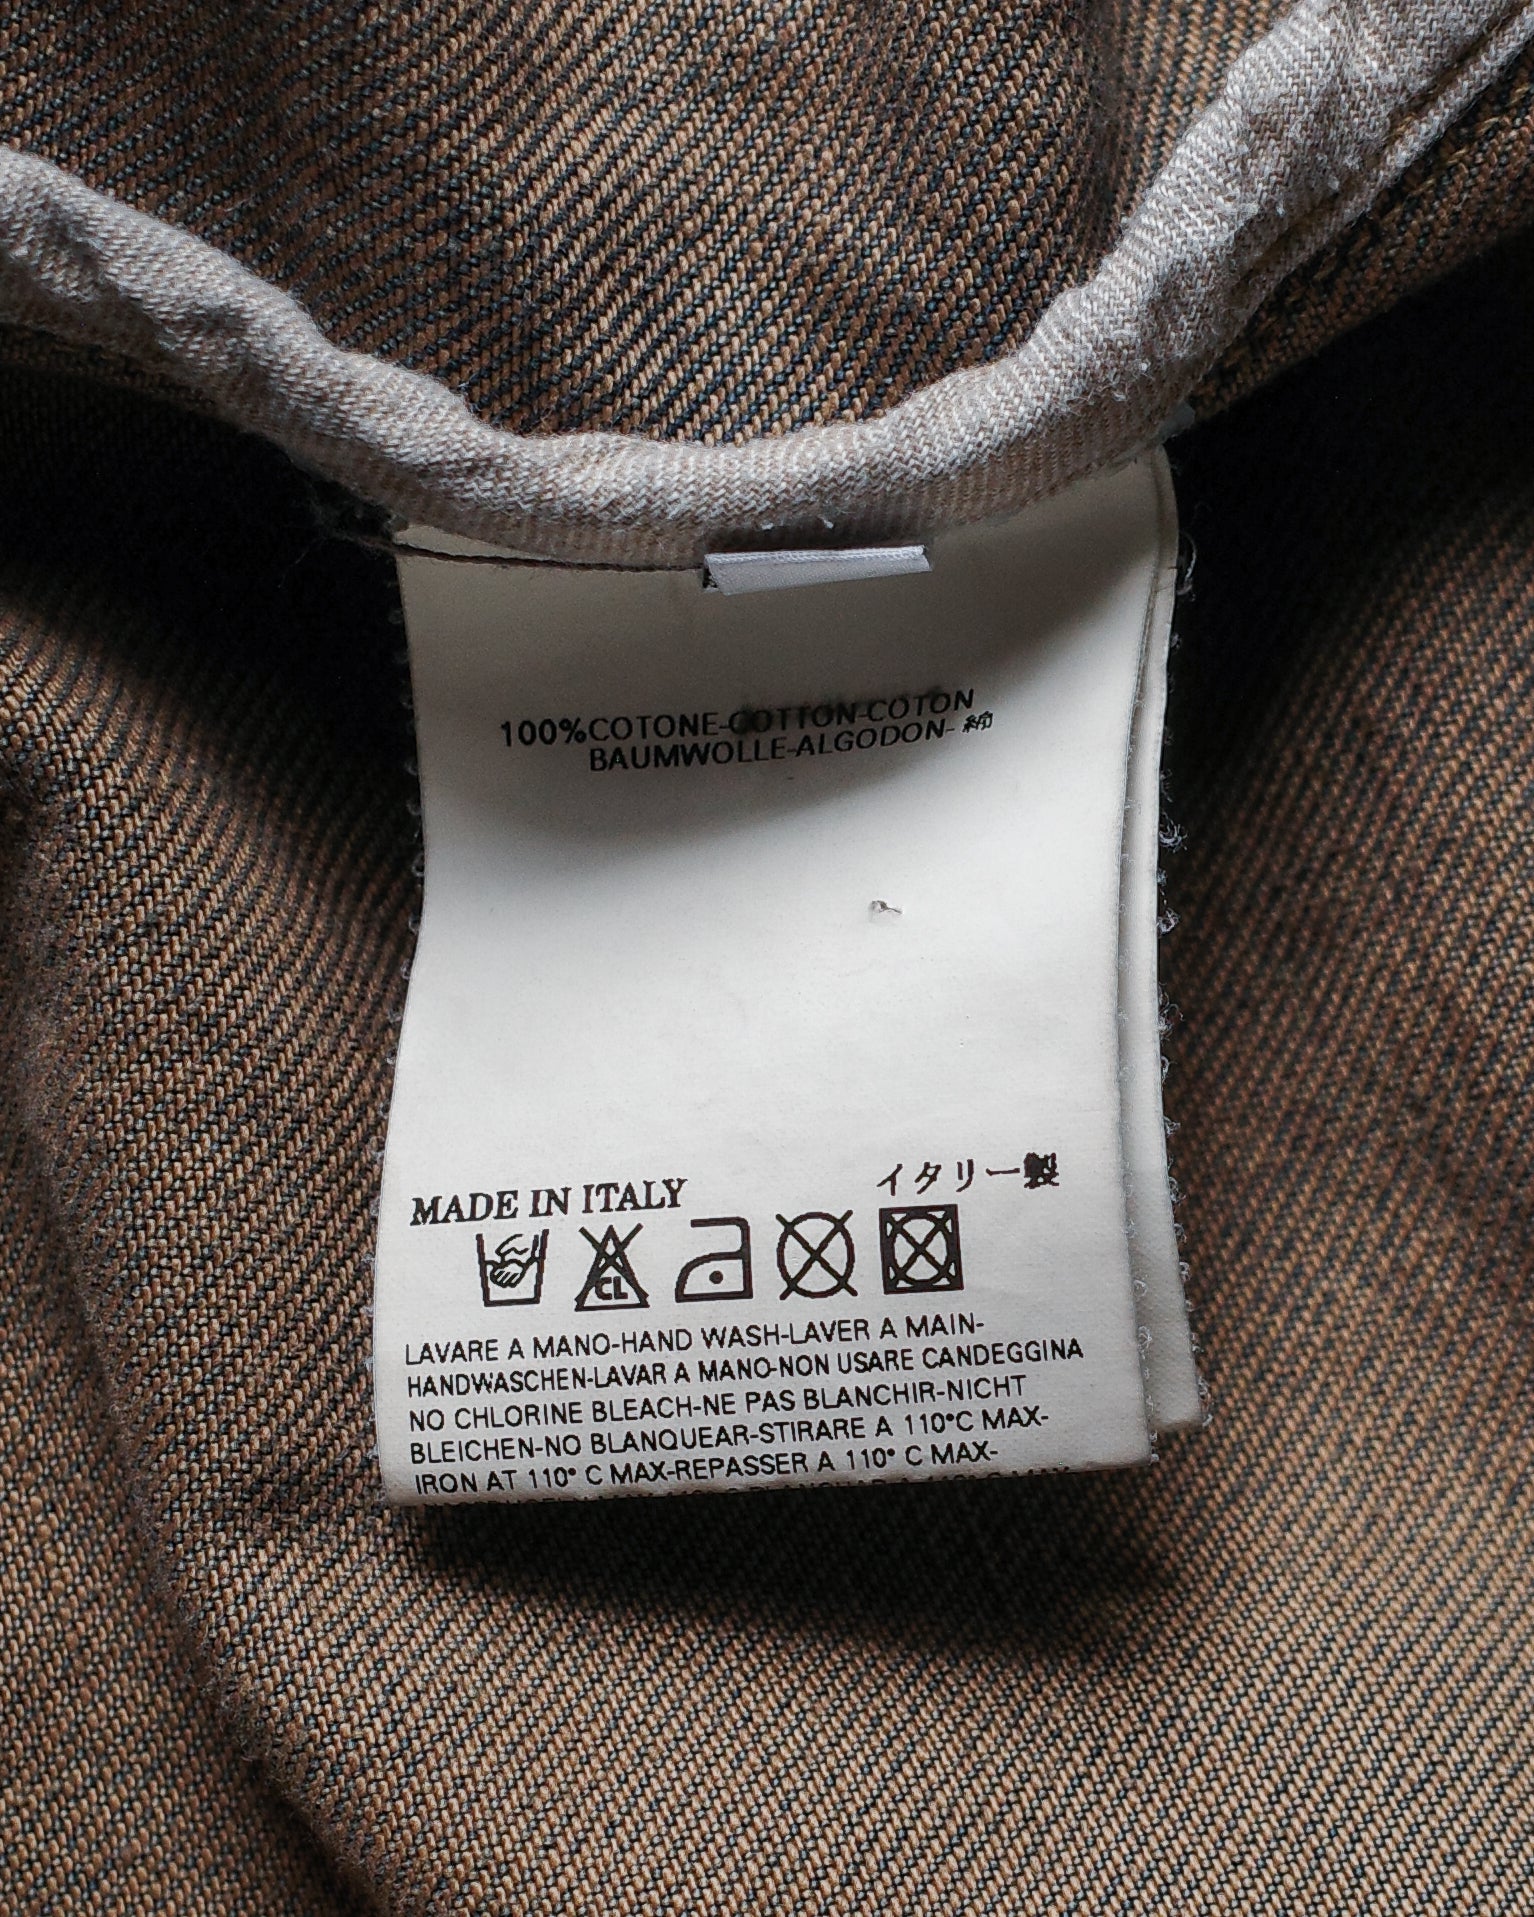 100%COTONE-COTTON-COTON
BAUMWOLLE-ALGODON-綿
MADE IN ITALY
イタリー製
CL
LAVARE A MANO-HAND WASH-LAVER A MAIN-
HANDWASCHEN-LAVAR A MANO-NON USARE CANDEGGINA
NO CHLORINE BLEACH-NE PAS BLANCHIR-NICHT
BLEICHEN-NO BLANQUEAR-STIRARE A 110°C MAX-
IRON AT 110° C MAX-REPASSER A 110° C MAX-